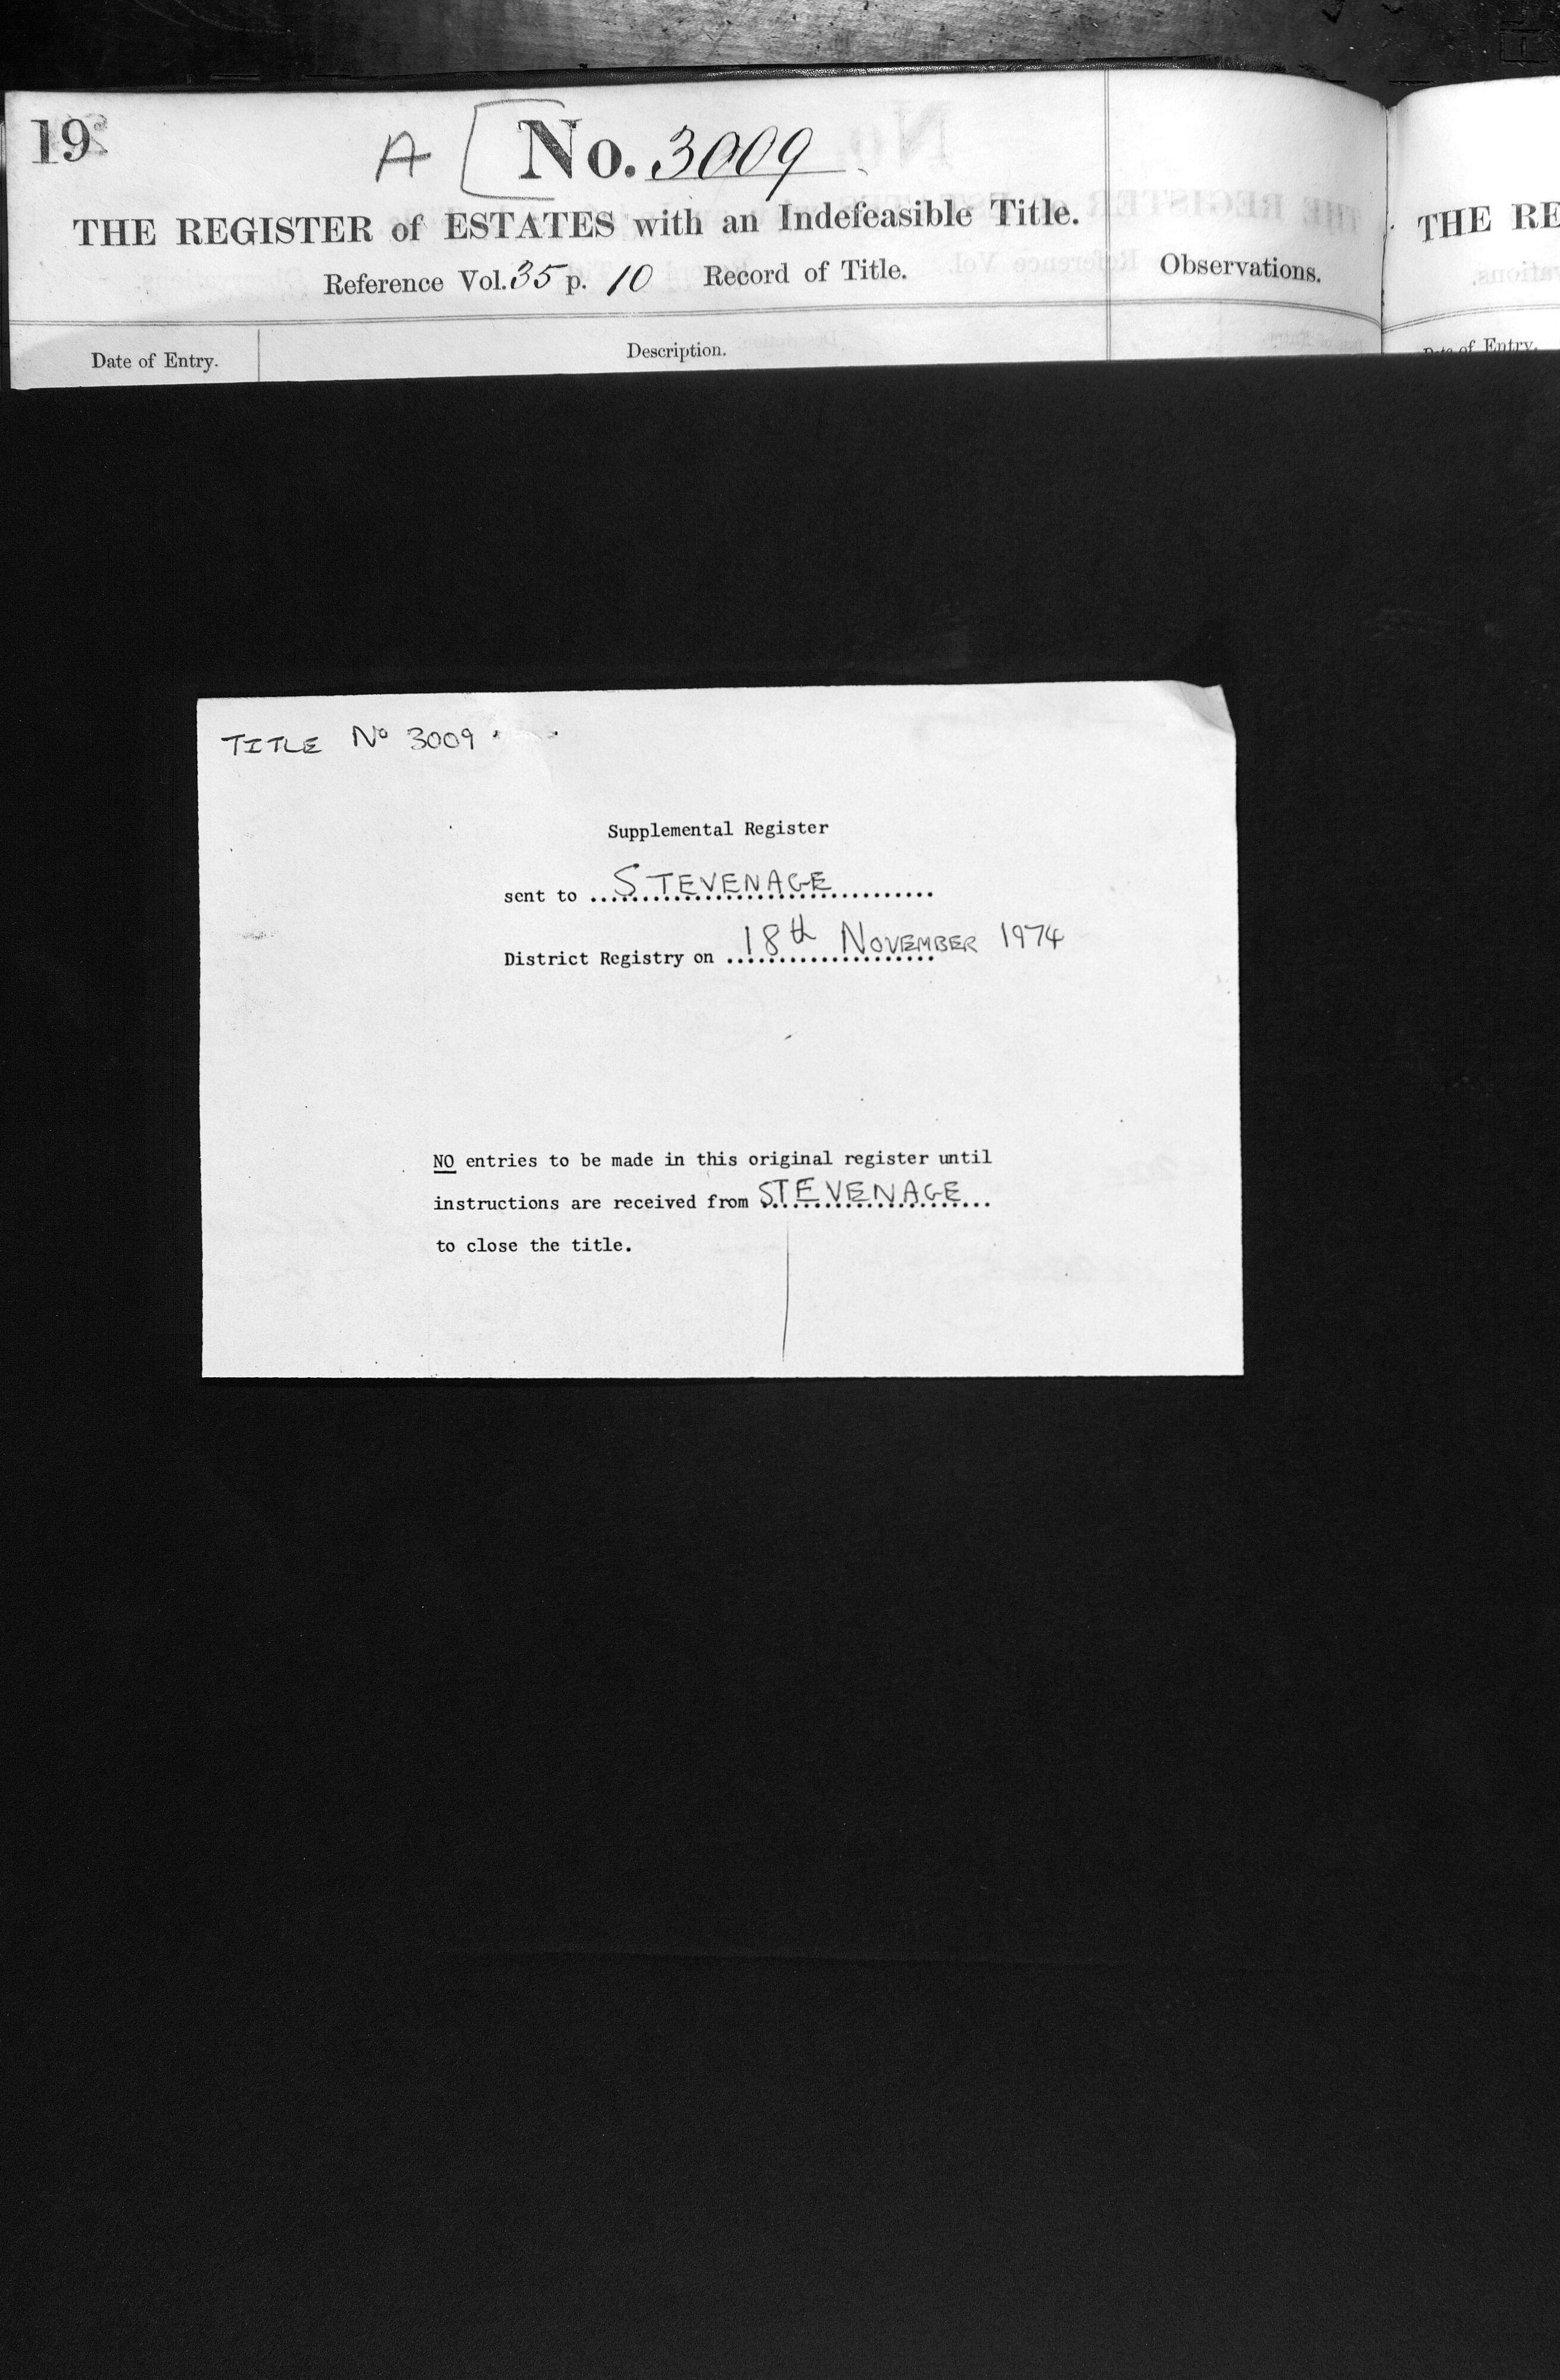 19
A [ No. 3009
THE REGISTER of ESTATES with an Indefeasible Title.
Reference Vol. 35 p. 10 Record of Title.
Observations.
Date of Entry.
Description.
THE RE
of Entry.
TITLE No 3009
Supplemental Register
sent to STEVENAGE
District Registry on 18th NOVEMBER 1974
NO entries to be made in this original register until
instructions are received from STEVENAGE
to close the title.